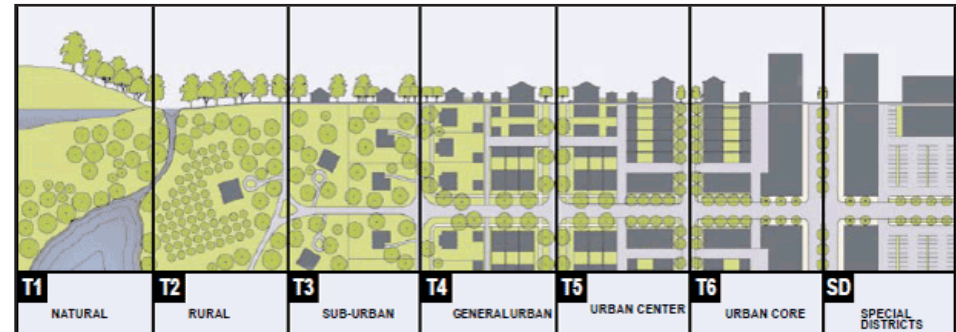 T1
NATURAL
T2
RURAL
T3
SUB-URBAN
T4
GENERAL URBAN
T5
URBAN CENTER
T6
URBAN CORE
SD
SPECIAL
DISTRICTS